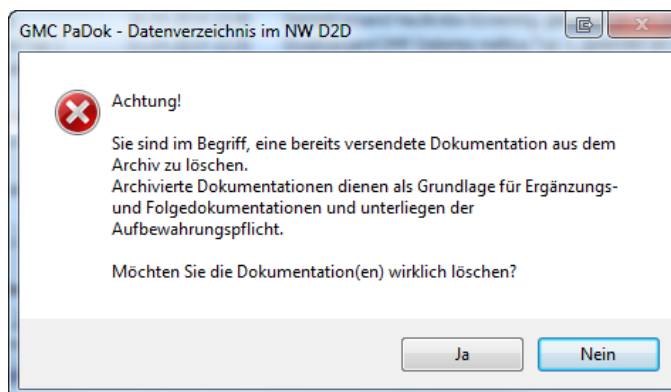 GMC PaDok - Datenverzeichnis im NW D2D
Achtung!
Sie sind im Begriff, eine bereits versendete Dokumentation aus dem
Archiv zu löschen.
Archivierte Dokumentationen dienen als Grundlage für Ergänzungs-
und Folgedokumentationen und unterliegen der
Aufbewahrungspflicht.
Möchten Sie die Dokumentation(en) wirklich löschen?
Ja
Nein